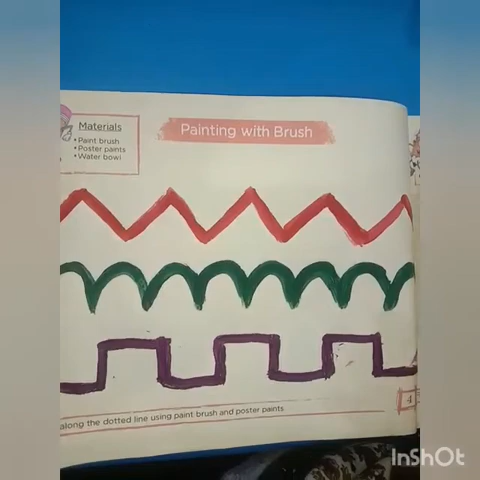 Painting with Brush
Materials
• Paint brush
• Poster paints
• Water bowl
along the dotted line using paint brush and poster paints
4
InShOt